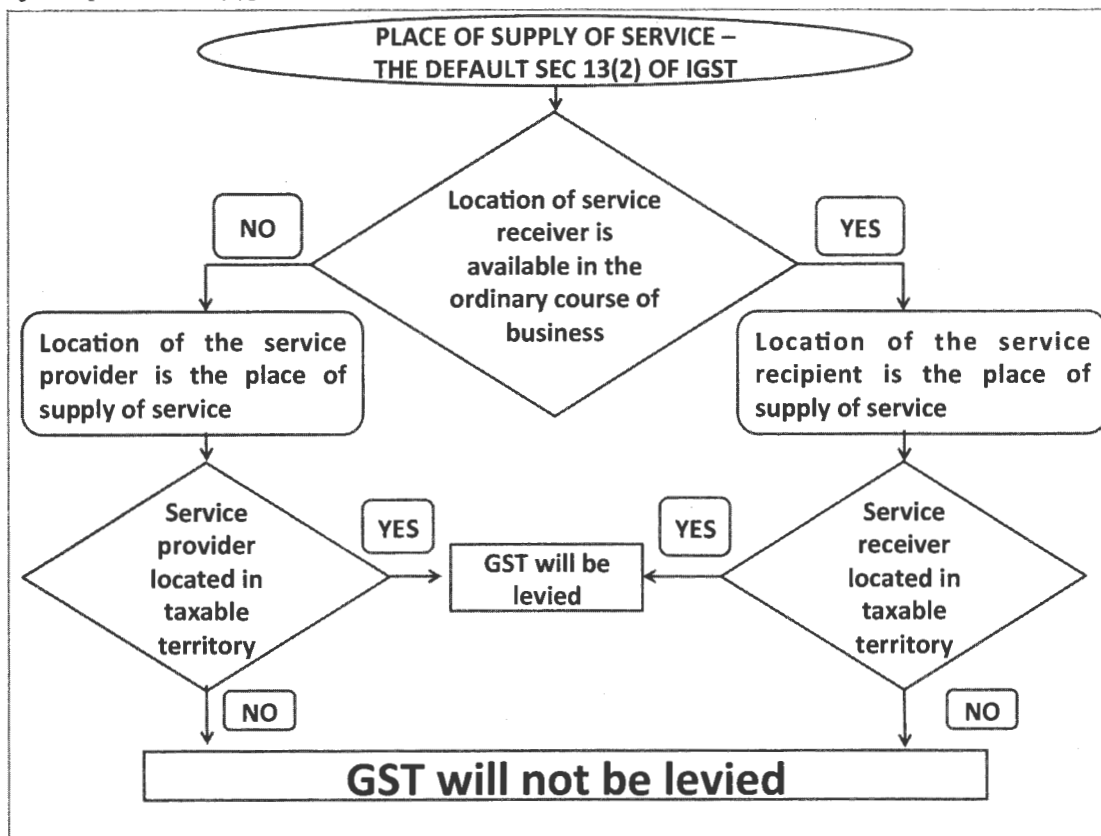 PLACE OF SUPPLY OF SERVICE –
THE DEFAULT SEC 13(2) OF IGST
Location of service
receiver is
available in the
ordinary course of
business
NO
YES
Location of the service
provider is the place of
supply of service
Location of the service
recipient is the place of
supply of service
Service
provider
located in
taxable
territory
YES
GST will be
levied
YES
Service
receiver
located in
taxable
territory
NO
NO
GST will not be levied